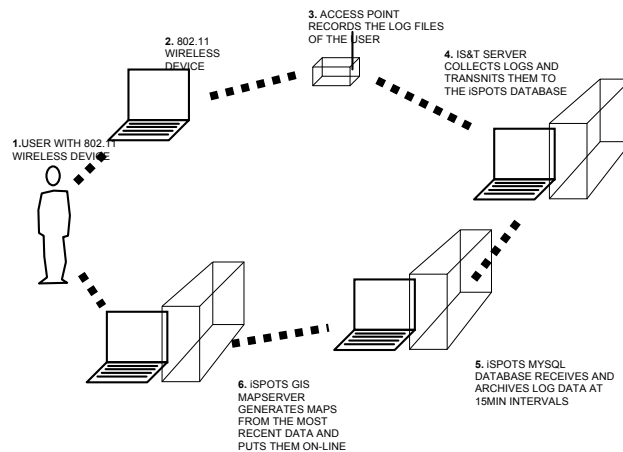 1.USER WITH 802.11
WIRELESS DEVICE
2. 802.11
WIRELESS
DEVICE
3. ACCESS POINT
RECORDS THE LOG FILES
OF THE USER
4. IS&T SERVER
COLLECTS LOGS AND
TRANSNITS THEM TO
THE iSPOTS DATABASE
5. iSPOTS MYSQL
DATABASE RECEIVES AND
ARCHIVES LOG DATA AT
15MIN INTERVALS
6. iSPOTS GIS
MAPSERVER
GENERATES MAPS
FROM THE MOST
RECENT DATA AND
PUTS THEM ON-LINE